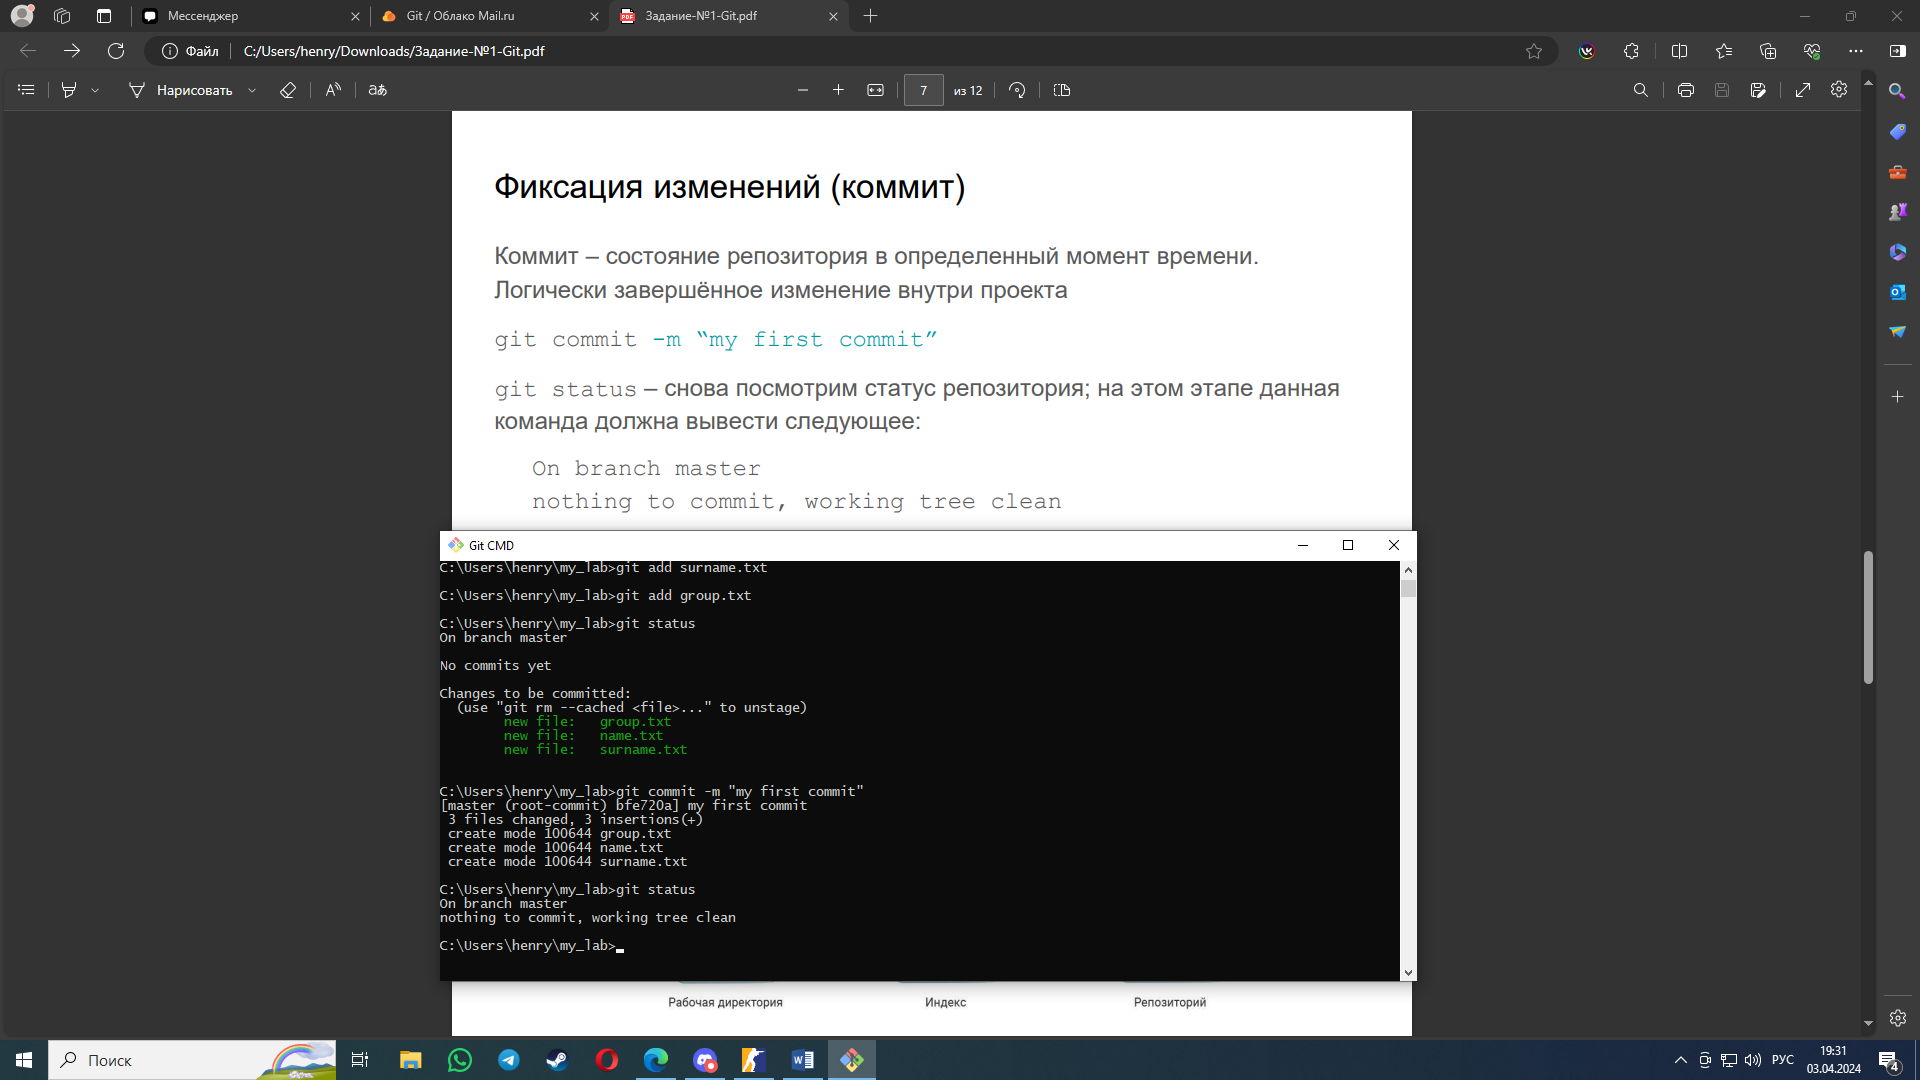 Мессенджер
Git / Облако Mail.ru
Задание-№1-Git.pdf
Файл
C:/Users/henry/Downloads/Задание-№1-Git.pdf
Нарисовать
7
из 12
Фиксация изменений (коммит)
Коммит – состояние репозитория в определенный момент времени.
Логически завершённое изменение внутри проекта
git commit -m “my first commit”
git status – снова посмотрим статус репозитория; на этом этапе данная
команда должна вывести следующее:
On branch master
nothing to commit, working tree clean
Git CMD
C:\Users\henry\my_lab>git add surname.txt
C:\Users\henry\my_lab>git add group.txt
C:\Users\henry\my_lab>git status
On branch master
No commits yet
Changes to be committed:
(use "git rm --cached <file>..." to unstage)
new file:   group.txt
new file:   name.txt
new file:   surname.txt
C:\Users\henry\my_lab>git commit -m "my first commit"
[master (root-commit) bfe720a] my first commit
3 files changed, 3 insertions(+)
create mode 100644 group.txt
create mode 100644 name.txt
create mode 100644 surname.txt
C:\Users\henry\my_lab>git status
On branch master
nothing to commit, working tree clean
C:\Users\henry\my_lab>
Рабочая директория
Индекс
Репозиторий
Поиск
РУС
19:31
03.04.2024
4